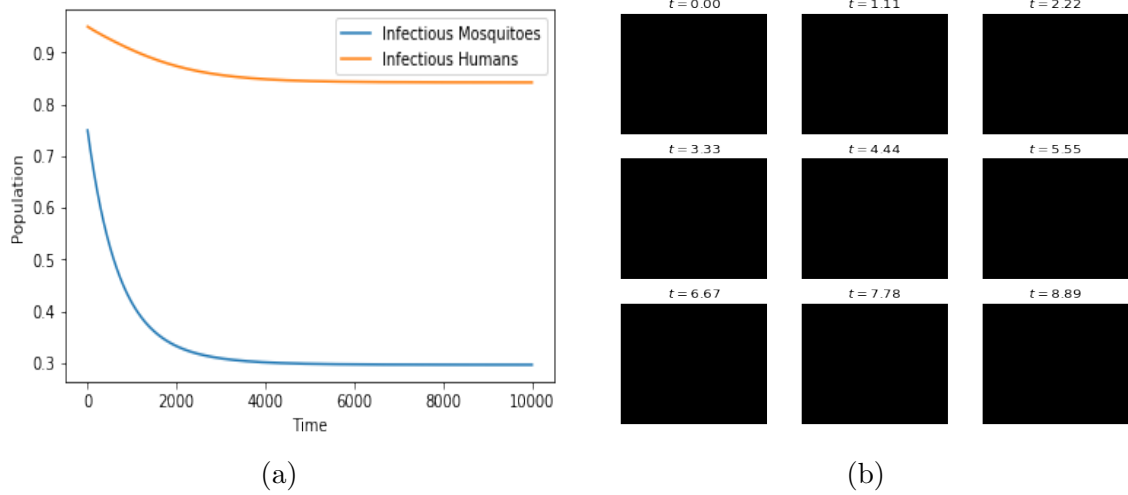 Infectious Mosquitoes
Infectious Humans
0.9
0.8
0.7
0.6
0.5
0.4
0.3
Population
0 2000 4000 6000 8000 10000
Time
(a)
t = 0.00 t = 1.11 t = 2.22
t = 3.33 t = 4.44 t = 5.55
t = 6.67 t = 7.78 t = 8.89
(b)